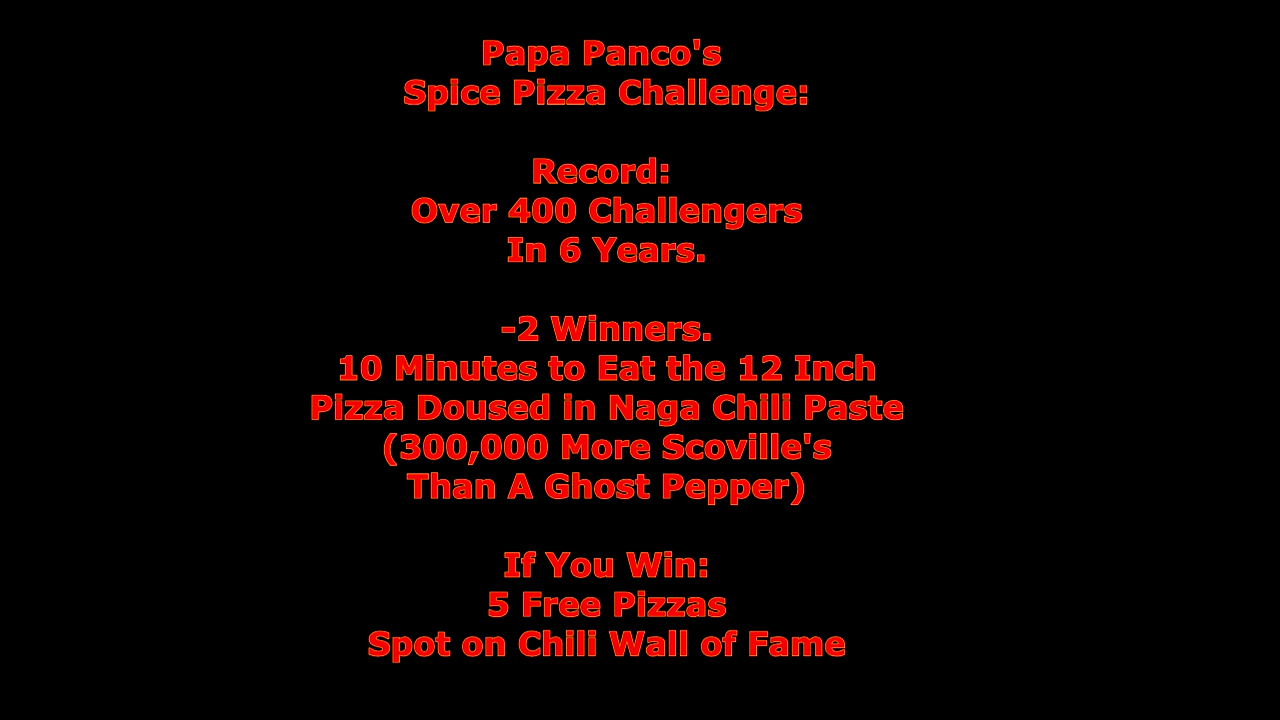 Papa Panco's
Spice Pizza Challenge:
Record:
Over 400 Challengers
In 6 Years.
-2 Winners.
10 Minutes to Eat the 12 Inch
Pizza Doused in Naga Chili Paste
(300,000 More Scoville's
Than A Ghost Pepper)
If You Win:
5 Free Pizzas
Spot on Chili Wall of Fame